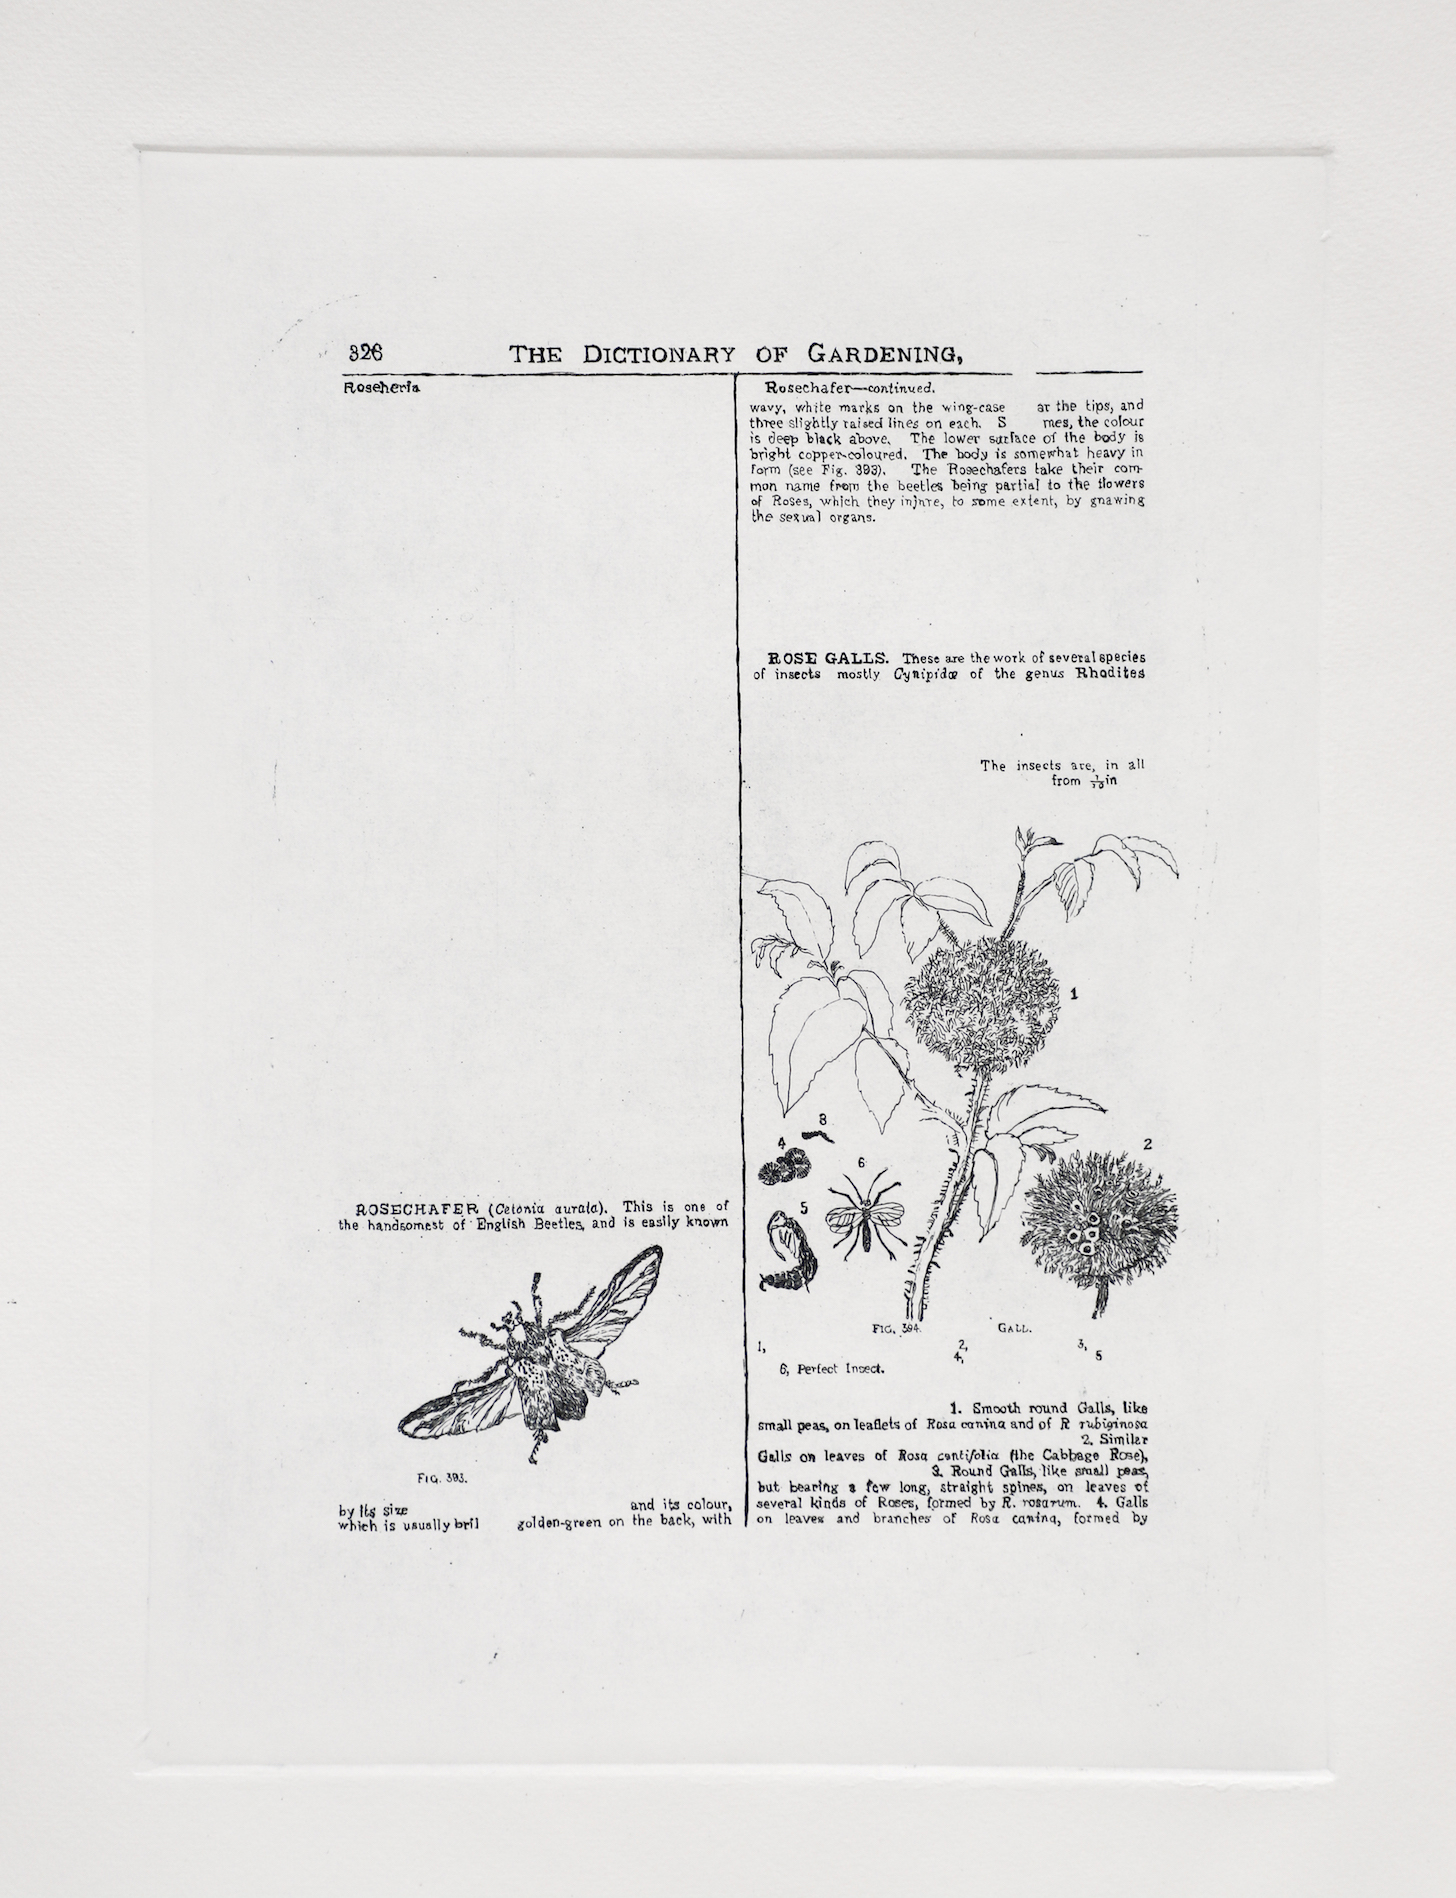 326 THE DICTIONARY OF GARDENING,
Roseheria
ROSECHAFER (Cetonia aurata). This is one of
the handsomest of English Beetles, and is easily known
FIG. 393.
by its size and its colour,
which is usually bril golden-green on the back, with
Rosechafer—continued.
wavy, white marks on the wing-case ar the tips, and
three slightly raised lines on each. S mes, the colour
is deep black above. The lower surface of the body is
bright copper-coloured. The body is somewhat heavy in
form (see Fig. 393). The Rosechafers take their com-
mon name from the beetles being partial to the flowers
of Roses, which they injnre, to some extent, by gnawing
the sexual organs.
ROSE GALLS. These are the work of several species
of insects mostly Cynipidæ of the genus Rhodites
The insects are, in all
from 1/10 in
1
2
3
4
5
6
FIG. 394. GALL.
1, 2, 3,
4, 5
6, Perfect Insect.
1. Smooth round Galls, like
small peas, on leaflets of Rosa canina and of R rubiginosa
2. Similar
Galls on leaves of Rosa centifolia (the Cabbage Rose),
3. Round Galls, like small peas,
but bearing a few long, straight spines, on leaves of
several kinds of Roses, formed by R. rosarum. 4. Galls
on leaves and branches of Rosa canina, formed by